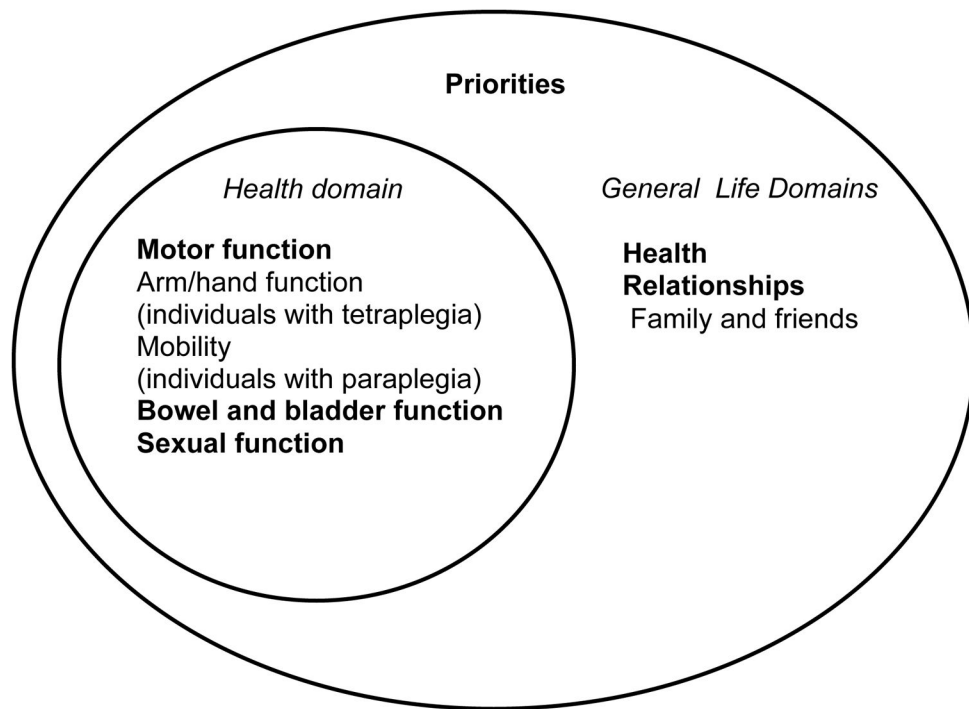 Priorities
Health domain
Motor function
Arm/hand function
(individuals with tetraplegia)
Mobility
(individuals with paraplegia)
Bowel and bladder function
Sexual function
General Life Domains
Health
Relationships
Family and friends